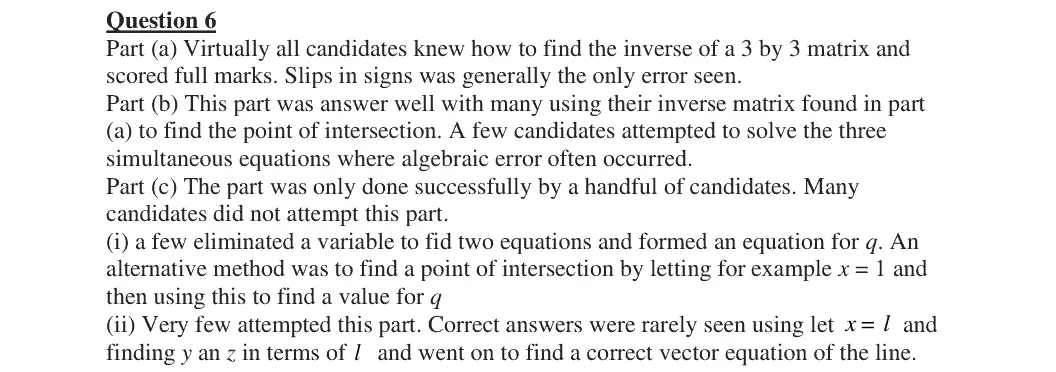 Question 6
Part (a) Virtually all candidates knew how to find the inverse of a 3 by 3 matrix and
scored full marks. Slips in signs was generally the only error seen.
Part (b) This part was answer well with many using their inverse matrix found in part
(a) to find the point of intersection. A few candidates attempted to solve the three
simultaneous equations where algebraic error often occurred.
Part (c) The part was only done successfully by a handful of candidates. Many
candidates did not attempt this part.
(i) a few eliminated a variable to fid two equations and formed an equation for q. An
alternative method was to find a point of intersection by letting for example x = 1 and
then using this to find a value for q
(ii) Very few attempted this part. Correct answers were rarely seen using let x = l and
finding y an z in terms of l and went on to find a correct vector equation of the line.